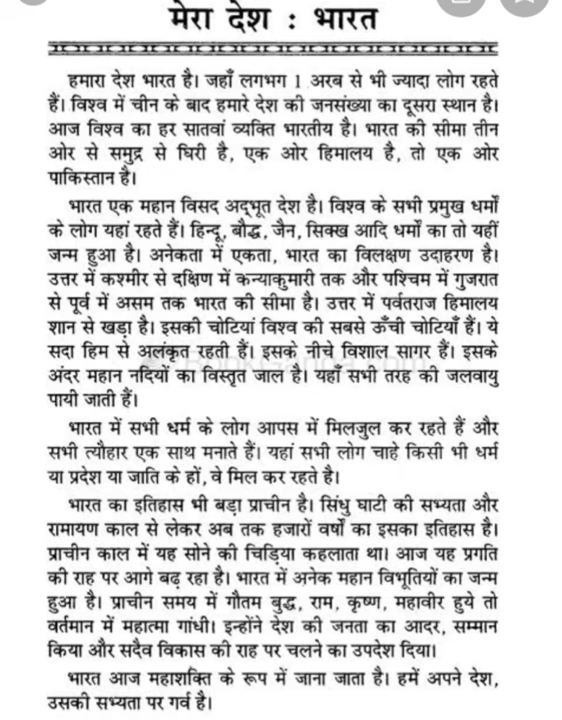 मेरा देश : भारत
हमारा देश भारत है। जहाँ लगभग 1 अरब से भी ज्यादा लोग रहते
हैं। विश्व में चीन के बाद हमारे देश की जनसंख्या का दूसरा स्थान है।
आज विश्व का हर सातवां व्यक्ति भारतीय है। भारत की सीमा तीन
ओर से समुद्र से घिरी है, एक ओर हिमालय है, तो एक ओर
पाकिस्तान है।
भारत एक महान विसद अद्भूत देश है। विश्व के सभी प्रमुख धर्मों
के लोग यहां रहते हैं। हिन्दू, बौद्ध, जैन, सिक्ख आदि धर्मों का तो यहीं
जन्म हुआ है। अनेकता में एकता, भारत का विलक्षण उदाहरण है।
उत्तर में कश्मीर से दक्षिण में कन्याकुमारी तक और पश्चिम में गुजरात
से पूर्व में असम तक भारत की सीमा है। उत्तर में पर्वतराज हिमालय
शान से खड़ा है। इसकी चोटियां विश्व की सबसे ऊँची चोटियाँ हैं। ये
सदा हिम से अलंकृत रहती हैं। इसके नीचे विशाल सागर हैं। इसके
अंदर महान नदियों का विस्तृत जाल है। यहाँ सभी तरह की जलवायु
पायी जाती हैं।
भारत में सभी धर्म के लोग आपस में मिलजुल कर रहते हैं और
सभी त्यौहार एक साथ मनाते हैं। यहां सभी लोग चाहे किसी भी धर्म
या प्रदेश या जाति के हों, वे मिल कर रहते है।
भारत का इतिहास भी बड़ा प्राचीन है। सिंधु घाटी की सभ्यता और
रामायण काल से लेकर अब तक हजारों वर्षों का इसका इतिहास है।
प्राचीन काल में यह सोने की चिड़िया कहलाता था। आज यह प्रगति
की राह पर आगे बढ़ रहा है। भारत में अनेक महान विभूतियों का जन्म
हुआ है। प्राचीन समय में गौतम बुद्ध, राम, कृष्ण, महावीर हुये तो
वर्तमान में महात्मा गांधी। इन्होंने देश की जनता का आदर, सम्मान
किया और सदैव विकास की राह पर चलने का उपदेश दिया।
भारत आज महाशक्ति के रूप में जाना जाता है। हमें अपने देश,
उसकी सभ्यता पर गर्व है।